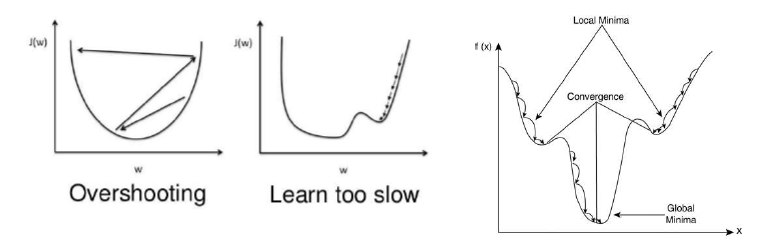 J(w)
w
Overshooting
J(w)
w
Learn too slow
Local Minima
f (x)
Convergence
Global
Minima
X